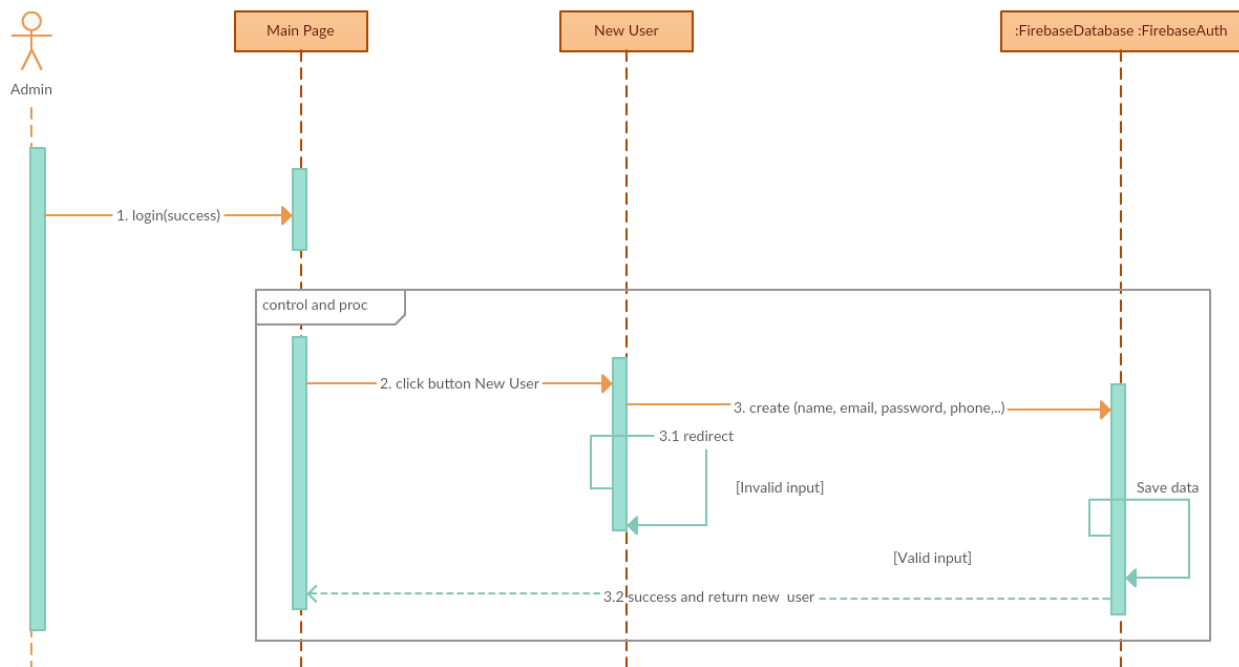 Main Page
New User
:FirebaseDatabase :FirebaseAuth
Admin
1. login(success)
control and proc
2. click button New User
3. create (name, email, password, phone,..)
3.1 redirect
[Invalid input]
Save data
[Valid input]
3.2 success and return new  user